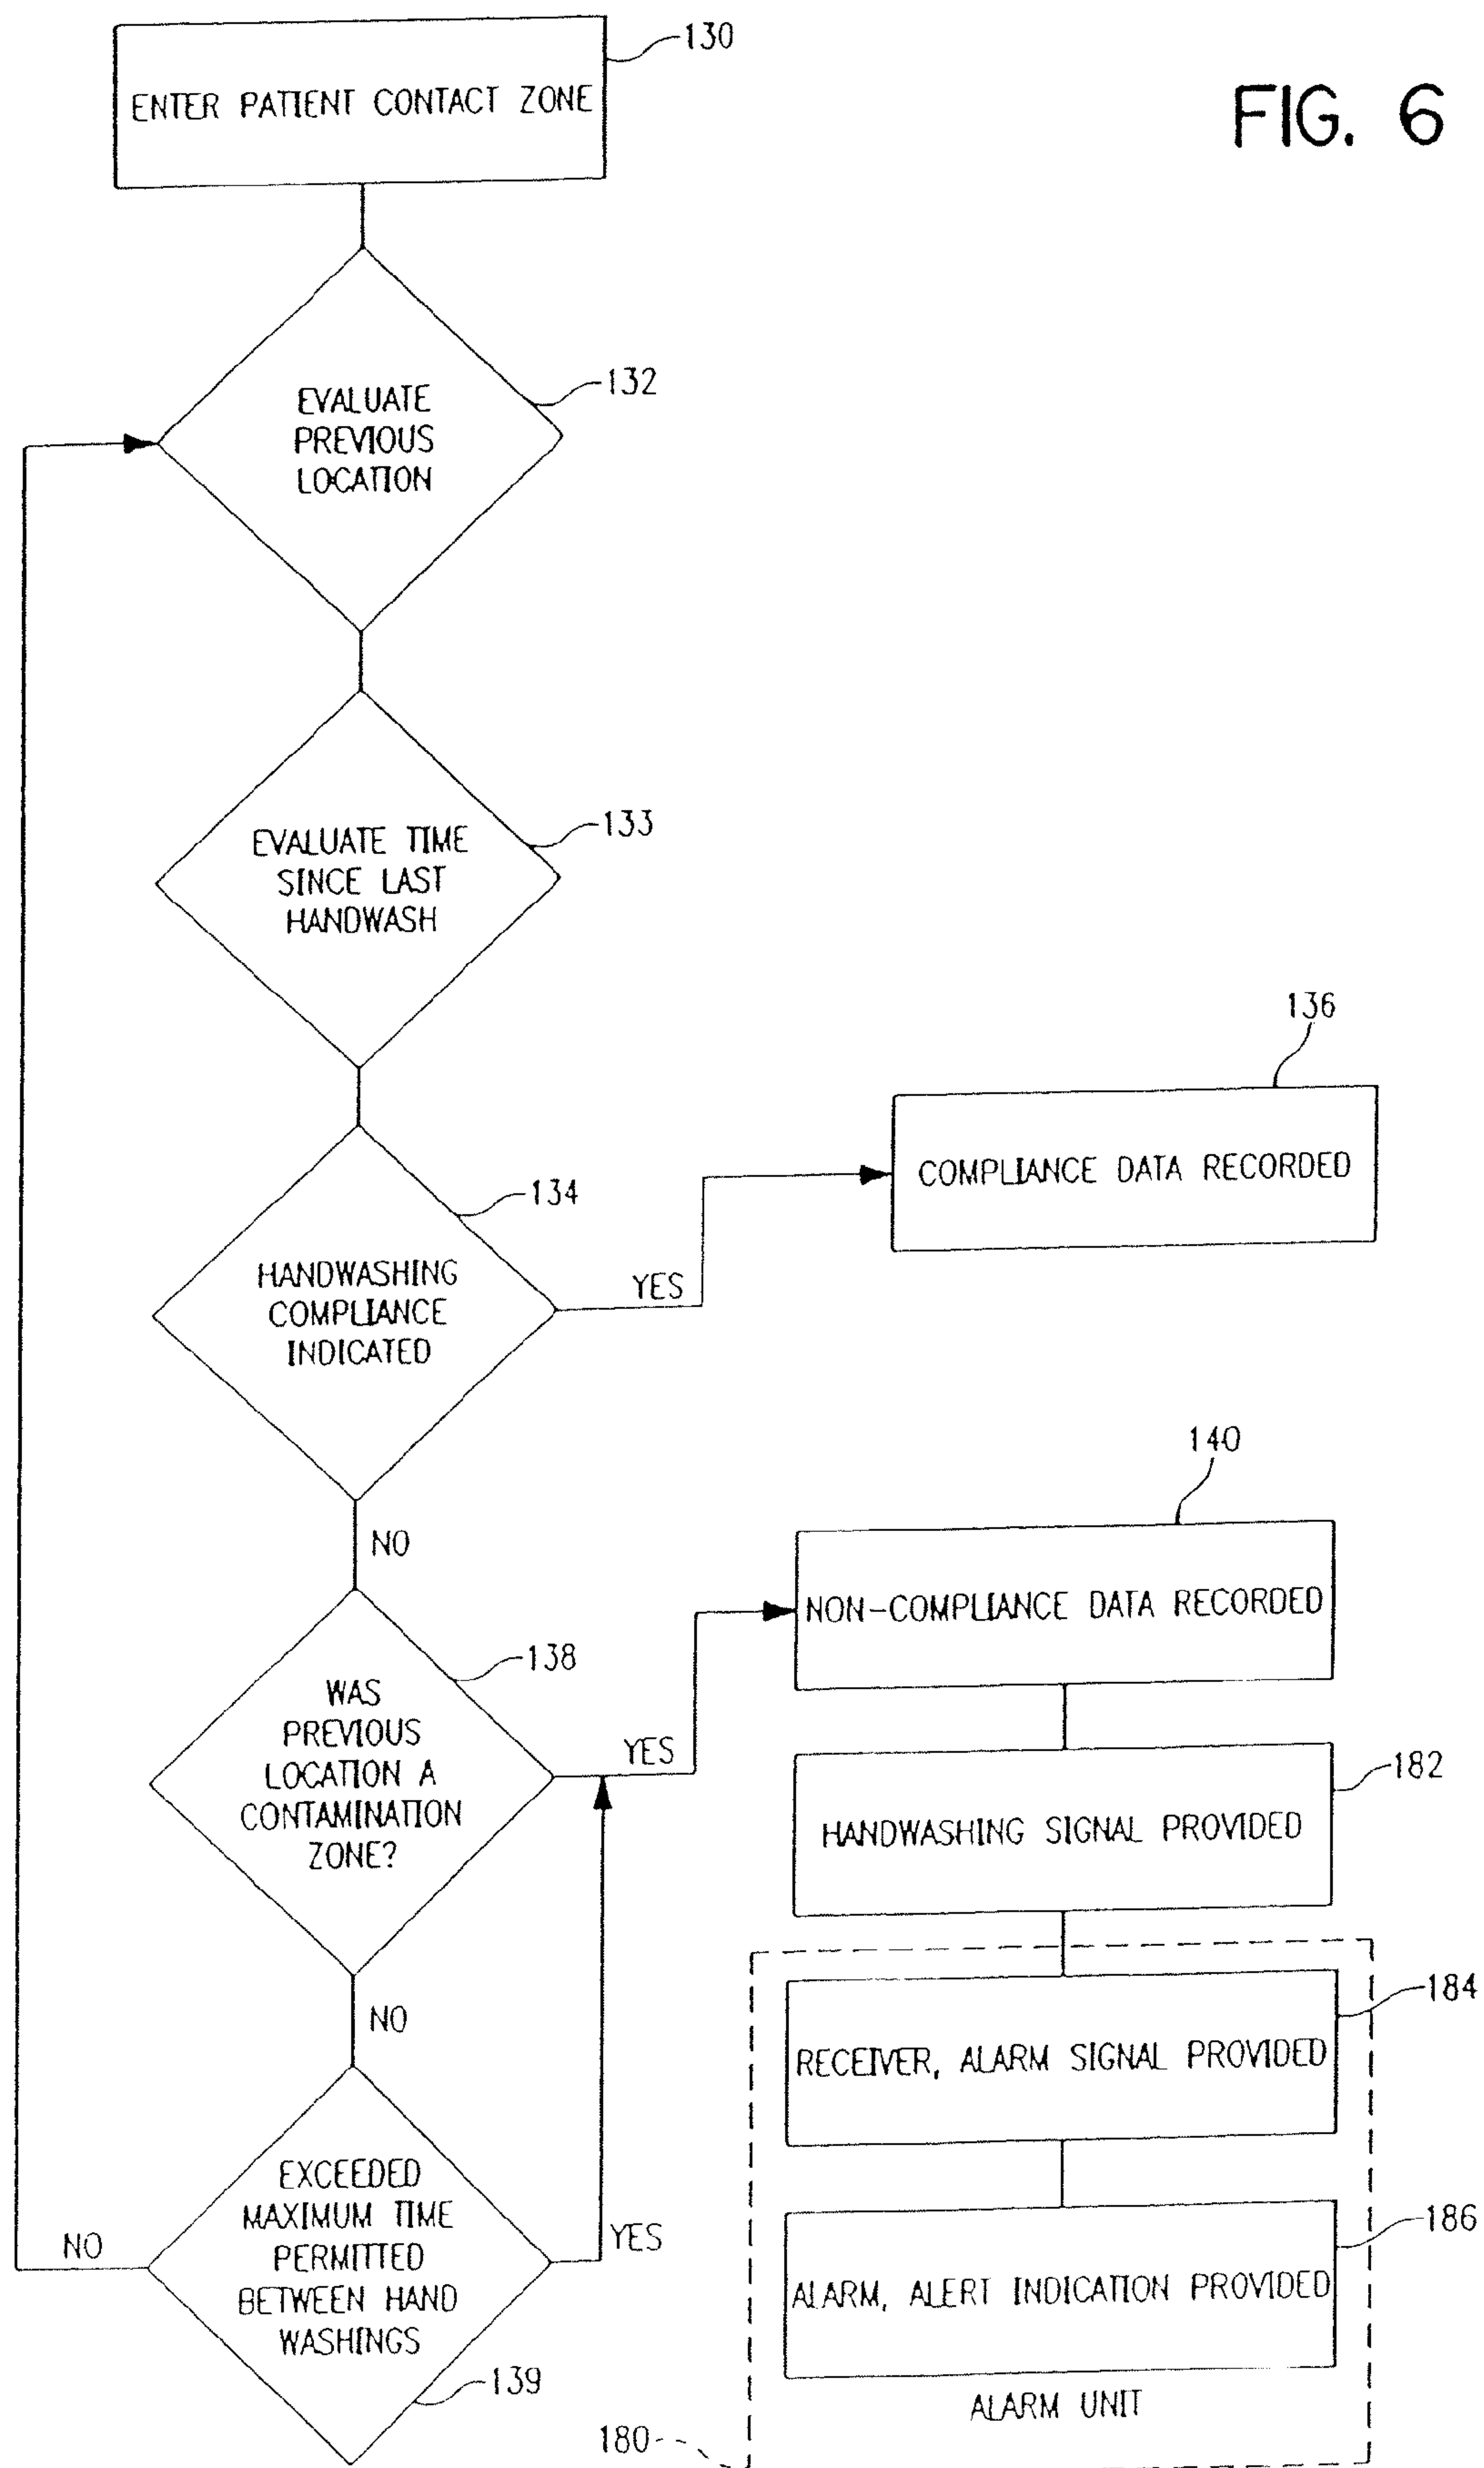 130
FIG. 6
ENTER PATIENT CONTACT ZONE
132
EVALUATE
PREVIOUS
LOCATION
133
EVALUATE TIME
SINCE LAST
HANDWASH
136
COMPLIANCE DATA RECORDED
134
HANDWASHING
COMPLIANCE
INDICATED
YES
140
NO
NON-COMPLIANCE DATA RECORDED
138
WAS
PREVIOUS
LOCATION A
CONTAMINATION
ZONE?
YES
182
HANDWASHING SIGNAL PROVIDED
NO
184
RECEIVER, ALARM SIGNAL PROVIDED
EXCEEDED
MAXIMUM TIME
PERMITTED
BETWEEN HAND
WASHINGS
NO
YES
186
ALARM, ALERT INDICATION PROVIDED
139
ALARM UNIT
180